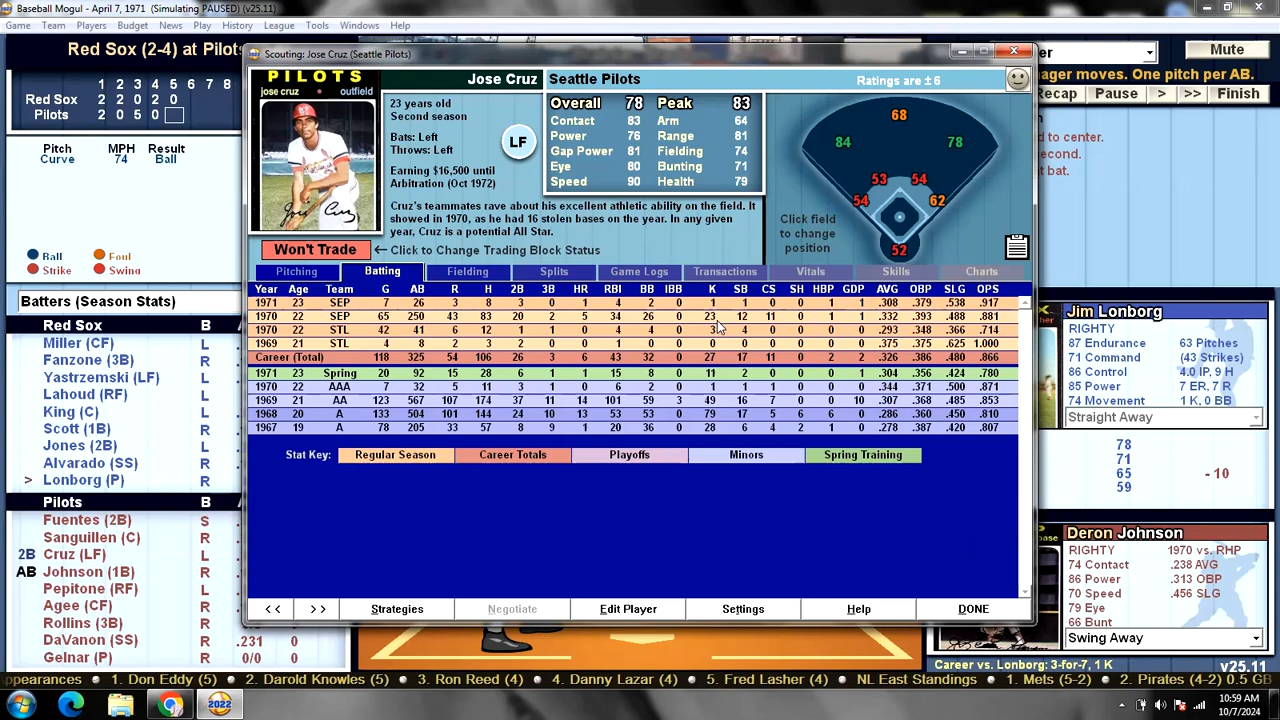 Baseball Mogul - April 7, 1971 (Simulating PAUSED) (v25.11)
Game Team Players Budget News Play History League Tools Windows Help
Red Sox (2-4) at Pilots
1 2 3 4 5 6 7 8
Red Sox 2 2 0 2 0
Pilots 2 0 5 0
Pitch MPH Result
Curve 74 Ball
Ball Foul
Strike Swing
Batters (Season Stats)
Red Sox B
Miller (CF) L
Fanzone (3B) R
Yastrzemski (LF) L
Lahoud (RF) L
King (C) L
Scott (1B) R
Jones (2B) L
Alvarado (SS) R
> Lonborg (P) R
Pilots B
Fuentes (2B) S
Sanguillen (C) R
2B Cruz (LF) L
AB Johnson (1B) R
Pepitone (RF) L
Agee (CF) R
Rollins (3B) R
DaVanon (SS) R .231 0
Gelnar (P) R 0/0 0
Scouting: Jose Cruz (Seattle Pilots)
PILOTS
jose cruz • outfield
Jose Cruz
23 years old
Second season
Bats: Left
Throws: Left
Earning $16,500 until
Arbitration (Oct 1972)
LF
Seattle Pilots
Ratings are ± 6
Overall 78 Peak 83
Contact 83 Arm 64
Power 76 Range 81
Gap Power 81 Fielding 74
Eye 80 Bunting 71
Speed 90 Health 79
Cruz's teammates rave about his excellent athletic ability on the field. It
showed in 1970, as he had 16 stolen bases on the year. In any given
year, Cruz is a potential All Star.
68
84 78
53 54
54 62
52
Click field
to change
position
Won't Trade ← Click to Change Trading Block Status
Pitching Batting Fielding Splits Game Logs Transactions Vitals Skills Charts
Year Age Team G AB R H 2B 3B HR RBI BB IBB K SB CS SH HBP GDP AVG OBP SLG OPS
1971 23 SEP 7 26 3 8 3 0 1 4 2 0 1 1 0 0 1 1 .308 .379 .538 .917
1970 22 SEP 65 250 43 83 20 2 5 34 26 0 23 12 11 0 1 0 .332 .393 .488 .881
1970 22 STL 42 41 6 12 1 1 0 4 4 0 3 4 0 0 0 1 .293 .348 .366 .714
1969 21 STL 4 8 2 3 2 0 0 1 0 0 0 0 0 0 0 0 .375 .375 .625 1.000
Career (Total) 118 325 54 106 26 3 6 43 32 0 27 17 11 0 2 2 .326 .386 .480 .866
1971 23 Spring 20 92 15 28 6 1 1 15 8 0 11 2 0 0 0 1 .304 .356 .424 .780
1970 22 AAA 7 32 5 11 3 1 0 6 2 0 1 1 1 0 0 0 .344 .371 .500 .871
1969 21 AA 123 567 104 174 37 11 14 101 59 3 49 16 7 0 0 10 .307 .368 .485 .853
1968 20 A 133 504 101 144 24 10 13 53 53 0 79 17 5 6 6 0 .286 .360 .450 .810
1967 19 A 78 205 33 57 8 9 1 20 36 0 28 6 4 2 1 0 .278 .387 .420 .807
Stat Key: Regular Season Career Totals Playoffs Minors Spring Training
<< >> Strategies Negotiate Edit Player Settings Help DONE
Mute
nager moves. One pitch per AB.
Recap Pause > >> Finish
to center.
second.
at bat.
Jim Lonborg
87 Endurance 63 Pitches
71 Command (43 Strikes)
86 Control 4.0 IP, 9 H
85 Power 7 ER, 7 R
74 Movement 1 K, 0 BB
Straight Away
78
71
65 - 10
59
Deron Johnson
RIGHTY 1970 vs. RHP
74 Contact .238 AVG
86 Power .313 OBP
70 Speed .456 SLG
79 Eye
66 Bunt
Swing Away
Career vs. Lonborg: 3-for-7, 1 K
v25.11
ppearances 1. Don Eddy (5) 2. Darold Knowles (5) 3. Ron Reed (4) 4. Danny Lazar (4) 5. Fred Lasher (4) NL East Standings 1. Mets (5-2) 2. Pirates (4-2) 0.5 GB
2022
10:59 AM
10/7/2024